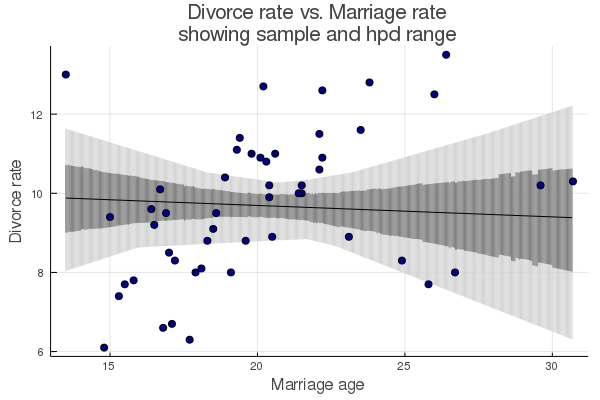 Divorce rate vs. Marriage rate
showing sample and hpd range
Divorce rate
12
10
8
6
15 20 25 30
Marriage age